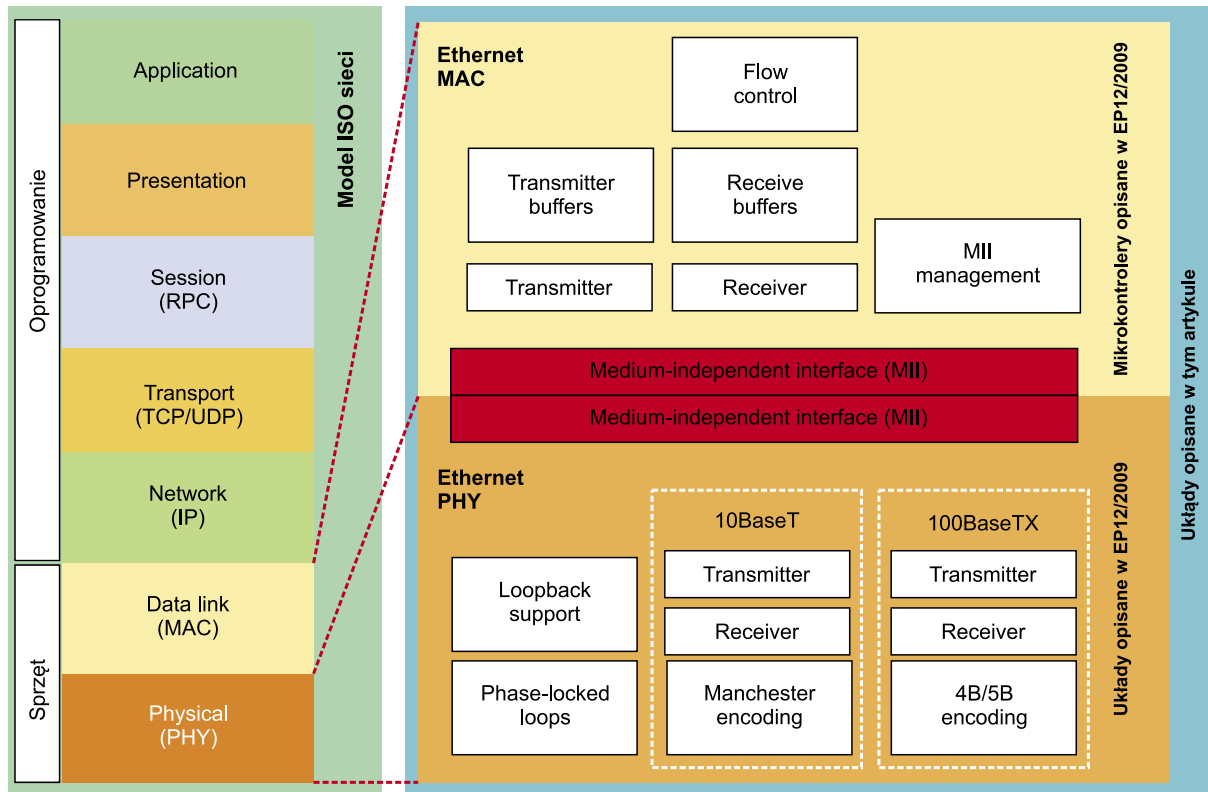 Oprogramowanie
Sprzęt
Application
Presentation
Session
(RPC)
Transport
(TCP/UDP)
Network
(IP)
Data link
(MAC)
Physical
(PHY)
Model ISO sieci
Ethernet
MAC
Flow
control
Transmitter
buffers
Receive
buffers
MII
management
Transmitter
Receiver
Medium-independent interface (MII)
Medium-independent interface (MII)
Ethernet
PHY
Loopback
support
Phase-locked
loops
10BaseT
Transmitter
Receiver
Manchester
encoding
100BaseTX
Transmitter
Receiver
4B/5B
encoding
Mikrokontrolery opisane w EP12/2009
Układy opisane w EP12/2009
Ukłądy opisane w tym artykule